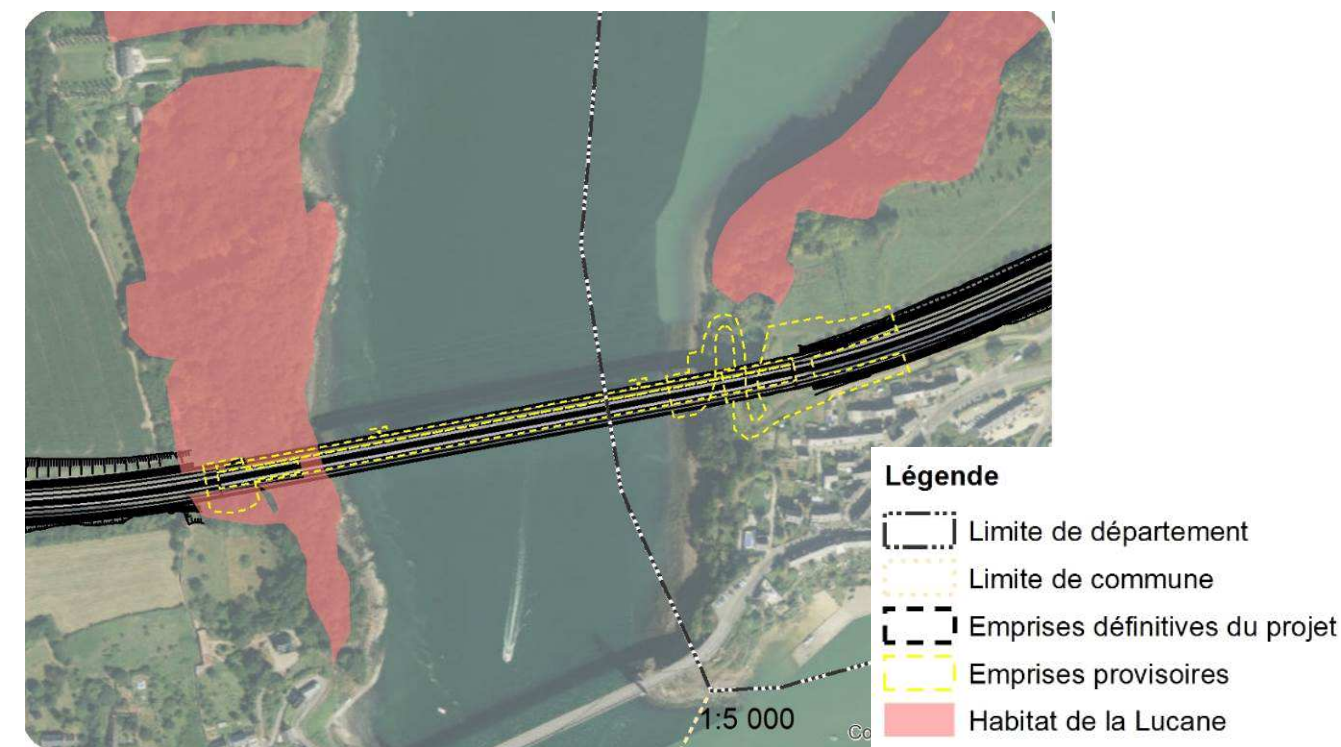 Légende
Limite de département
Limite de commune
Emprises définitives du projet
Emprises provisoires
Habitat de la Lucane
1:5 000
Co